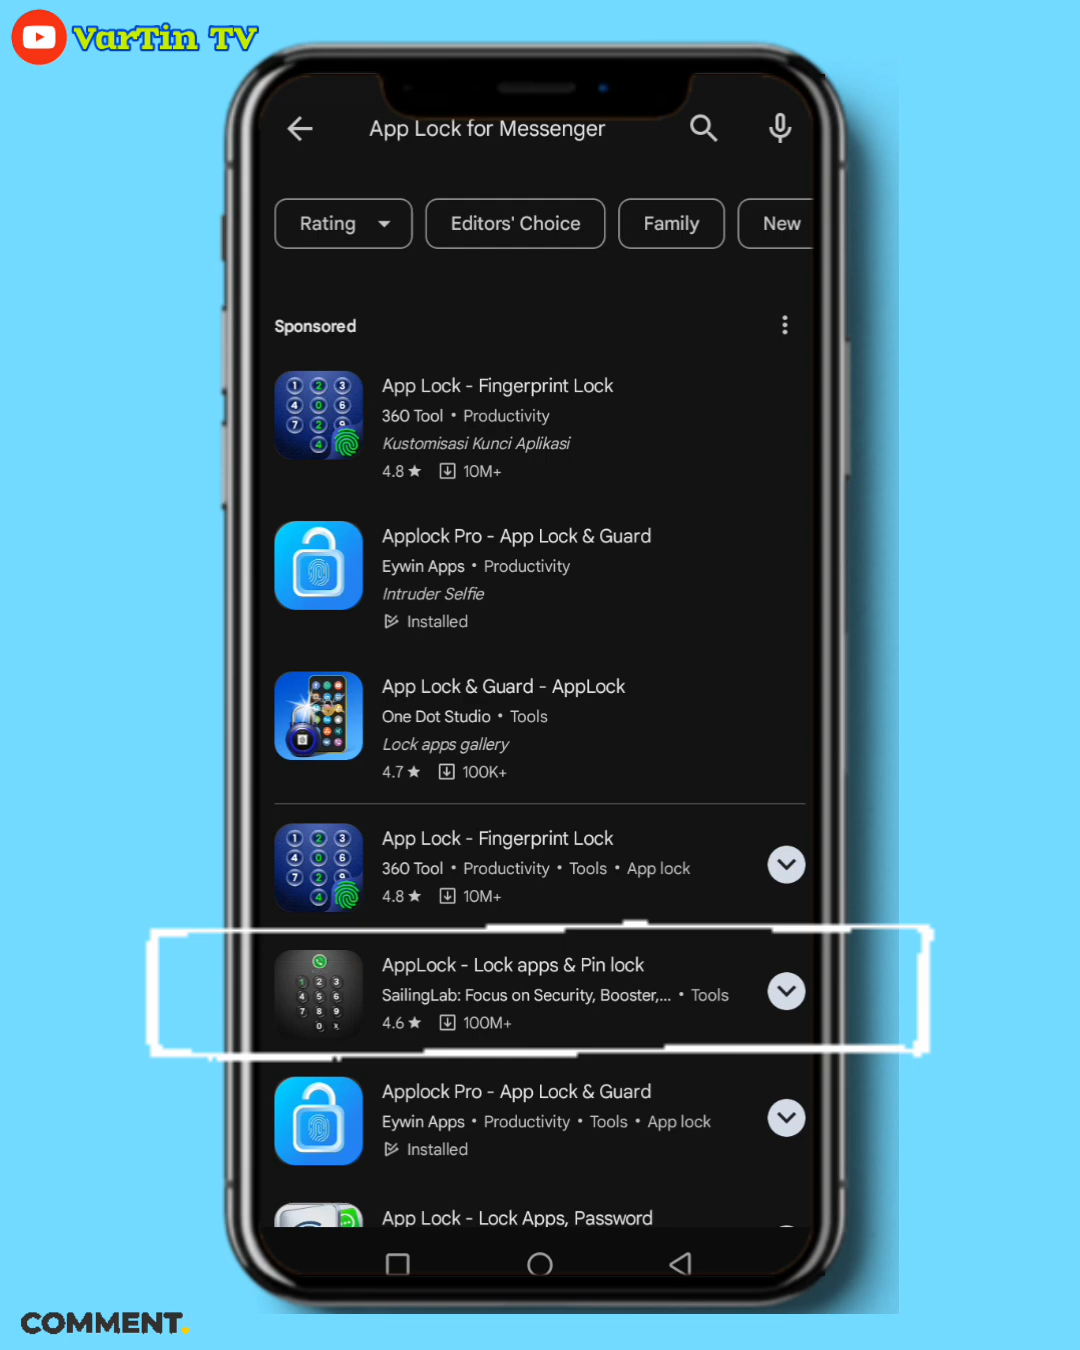 VarTin TV
App Lock for Messenger
Rating
Editors' Choice
Family
New
Sponsored
App Lock - Fingerprint Lock
360 Tool • Productivity
Kustomisasi Kunci Aplikasi
4.8 ★ 10M+
Applock Pro - App Lock & Guard
Eywin Apps • Productivity
Intruder Selfie
Installed
App Lock & Guard - AppLock
One Dot Studio • Tools
Lock apps gallery
4.7 ★ 100K+
App Lock - Fingerprint Lock
360 Tool • Productivity • Tools • App lock
4.8 ★ 10M+
AppLock - Lock apps & Pin lock
SailingLab: Focus on Security, Booster,... • Tools
4.6 ★ 100M+
Applock Pro - App Lock & Guard
Eywin Apps • Productivity • Tools • App lock
Installed
App Lock - Lock Apps, Password
COMMENT.